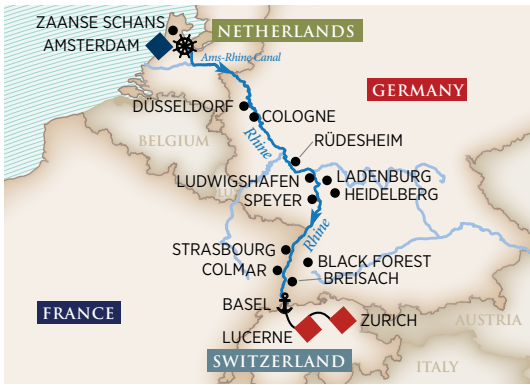 ZAANSE SCHANS
NETHERLANDS
AMSTERDAM
Ams-Rhine-Canal
GERMANY
DÜSSELDORF
COLOGNE
BELGIUM
Rhine
RÜDESHEIM
LU
LUDWIGSHAFEN
LADENBURG
HEIDELBERG
SPEYER
Rhine
STRASBOURG
BLACK FOREST
COLMAR
BREISACH
BASEL
FRANCE
ZURICH
AUSTRIA
LUCERNE
SWITZERLAND
ITALY